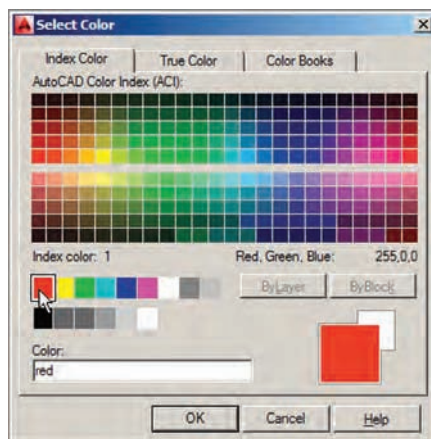 Select Color
Index Color True Color Color Books
AutoCAD Color Index (ACI):
Index color: 1 Red, Green, Blue: 255,0,0
ByLayer ByBlock
Color:
red
OK Cancel Help